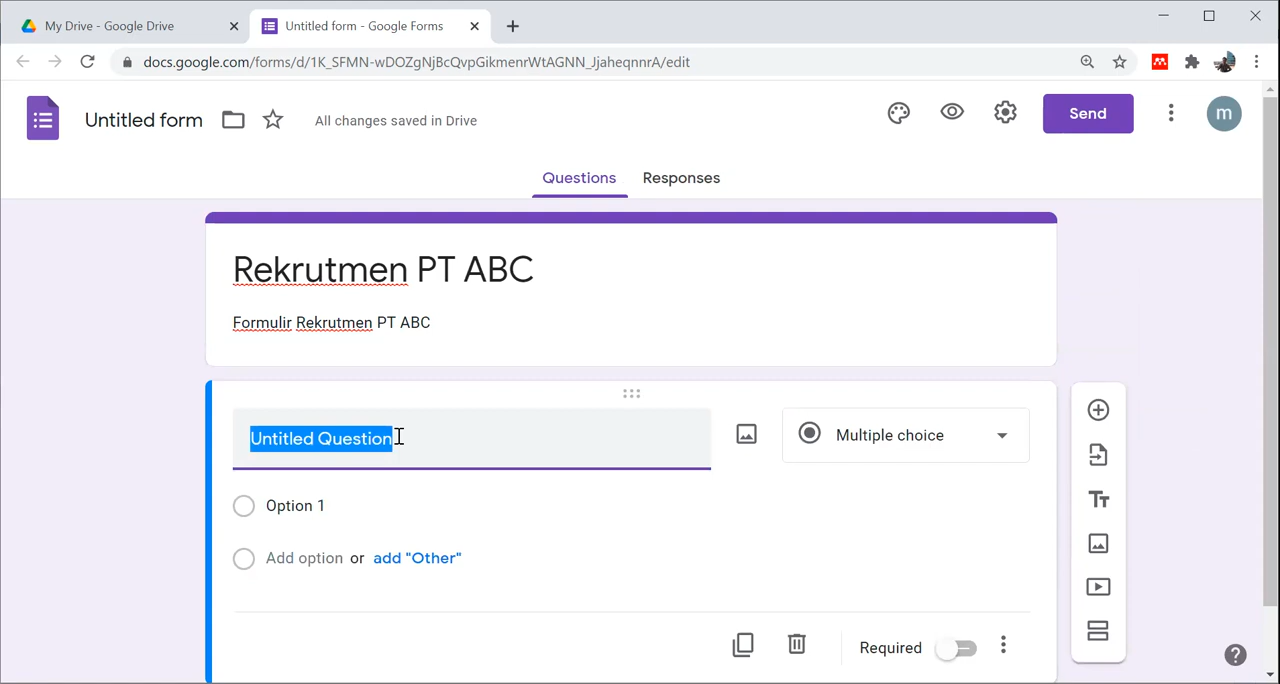 My Drive - Google Drive
Untitled form - Google Forms
docs.google.com/forms/d/1K_SFMN-wDOZgNjBcQvpGikmenrWtAGNN_JjaheqnnrA/edit
Untitled form
All changes saved in Drive
Send
m
Questions
Responses
Rekrutmen PT ABC
Formulir Rekrutmen PT ABC
Untitled Question
Multiple choice
Option 1
Add option or add "Other"
Tт
Required